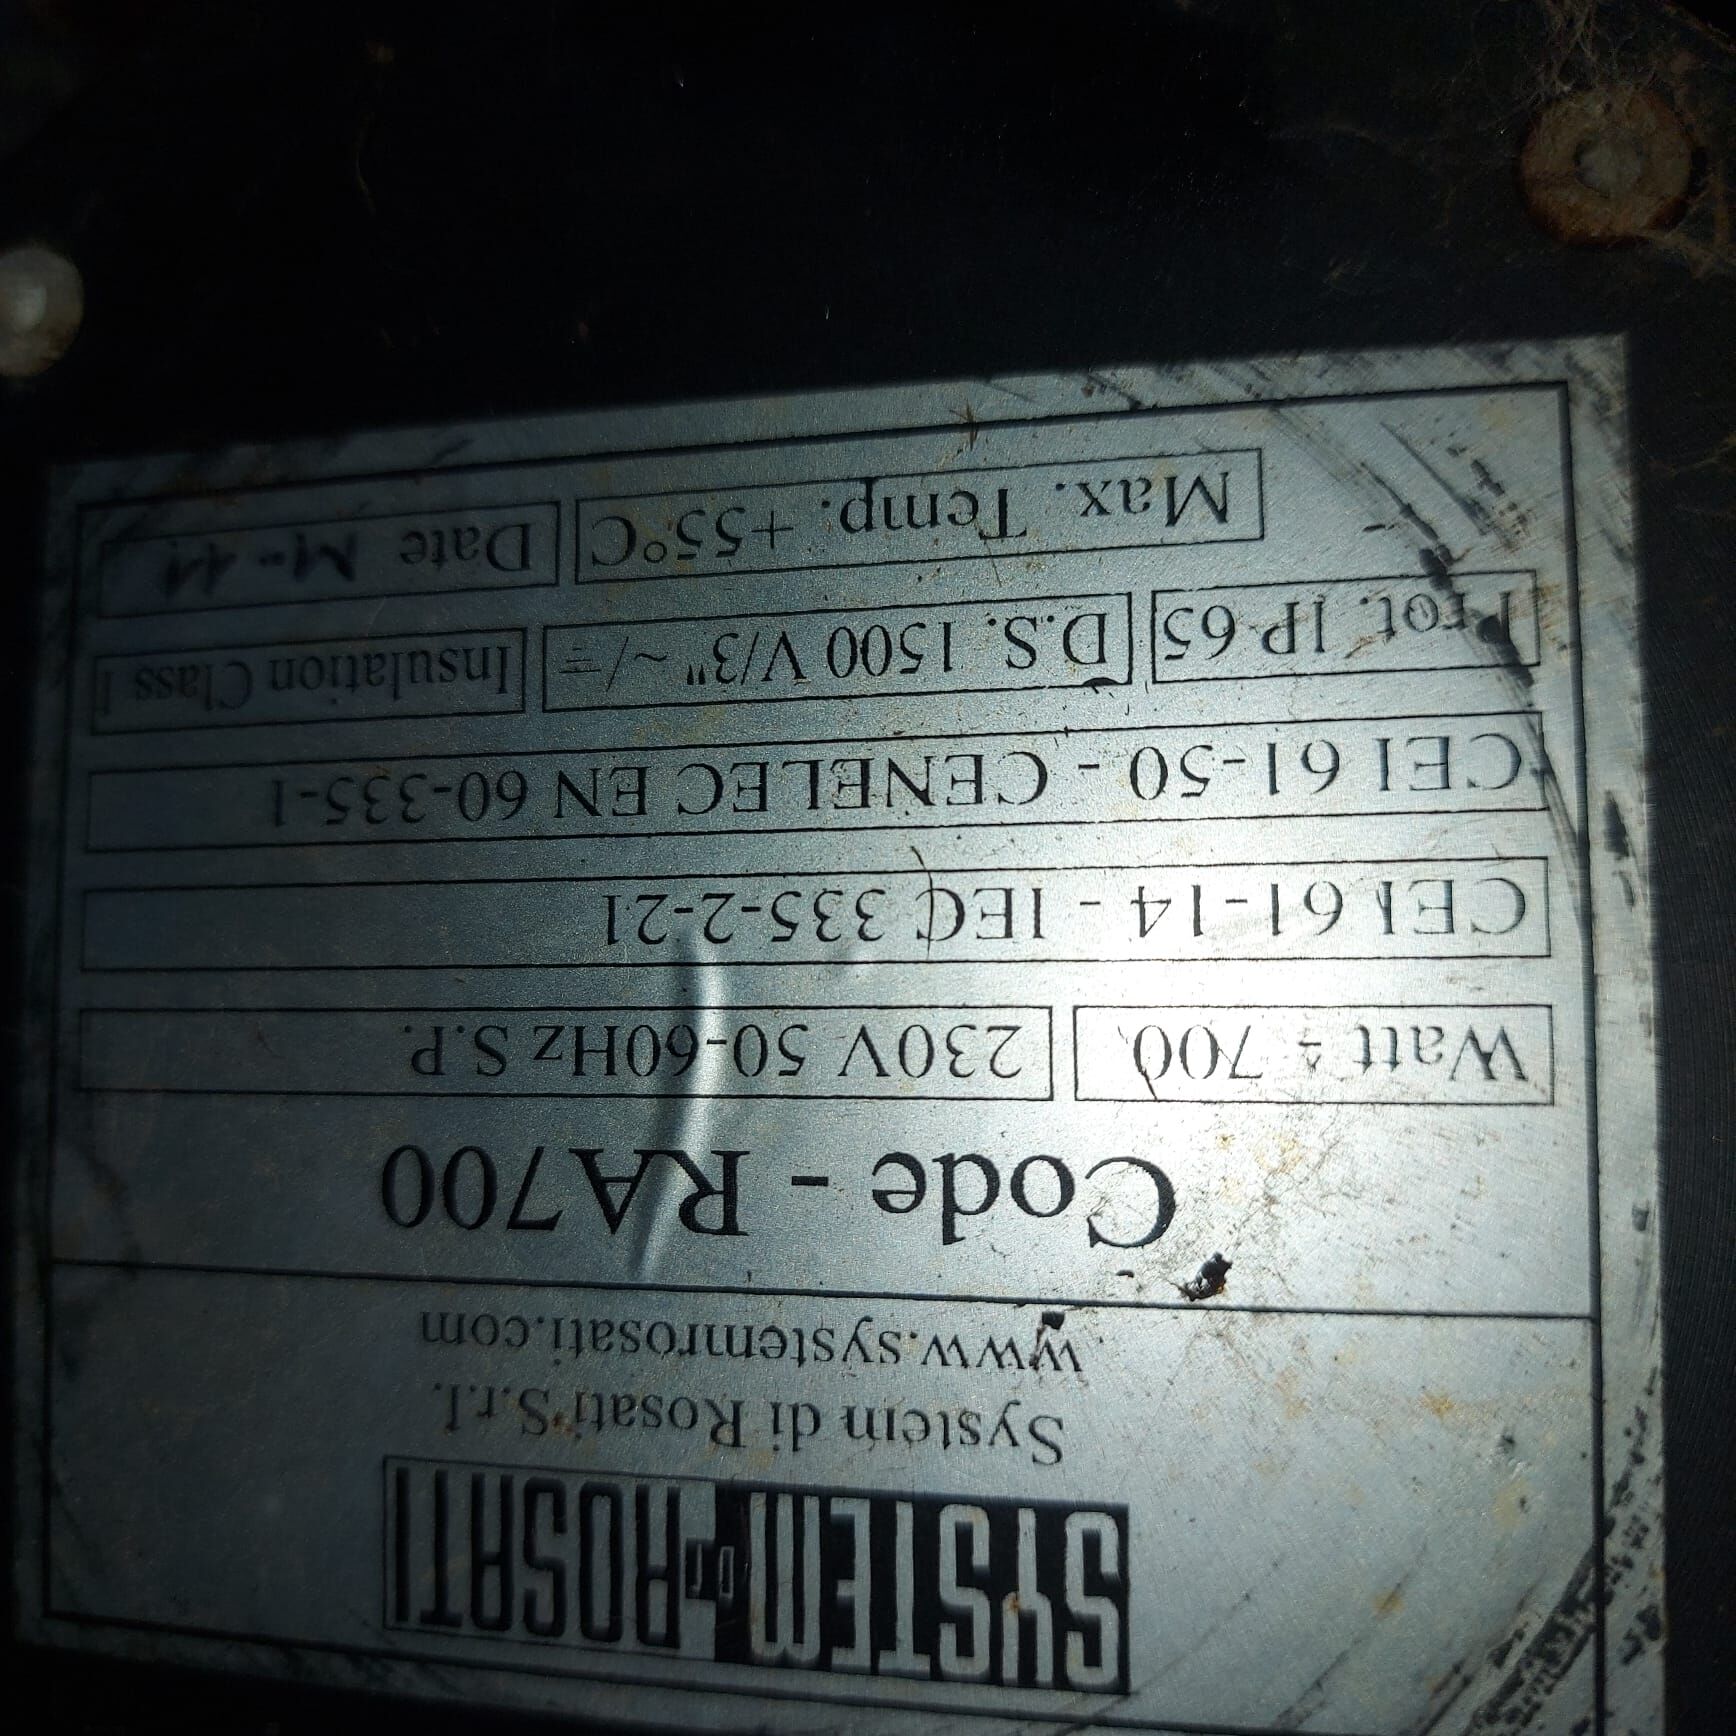 SYSTEM DI ROSATI
System di Rosati S.r.l.
www.systemrosati.com
Code - RA700
Watt ÷ 700 230V 50-60Hz S.P.
CEI 61-14 - IEC 335-2-21
CEI 61-50 - CENELEC EN 60-335-1
Prot. IP 65 D.S. 1500 V/3" ~/⎓ Insulation Class I
Max. Temp. +55°C Date